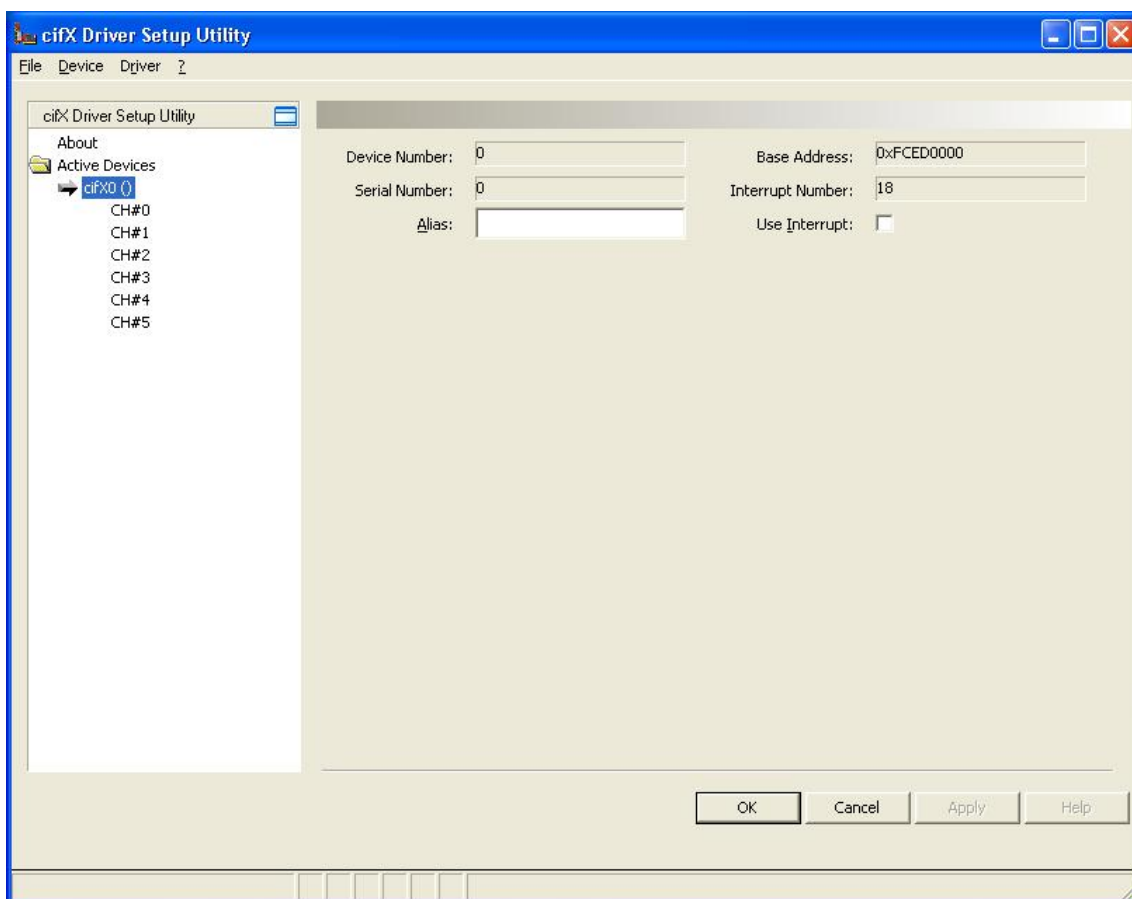 cifX Driver Setup Utility
File Device Driver ?
cifX Driver Setup Utility
About
Active Devices
cifX0 ()
CH#0
CH#1
CH#2
CH#3
CH#4
CH#5
Device Number: 0 Base Address: 0xFCED0000
Serial Number: 0 Interrupt Number: 18
Alias: Use Interrupt:
OK Cancel Apply Help